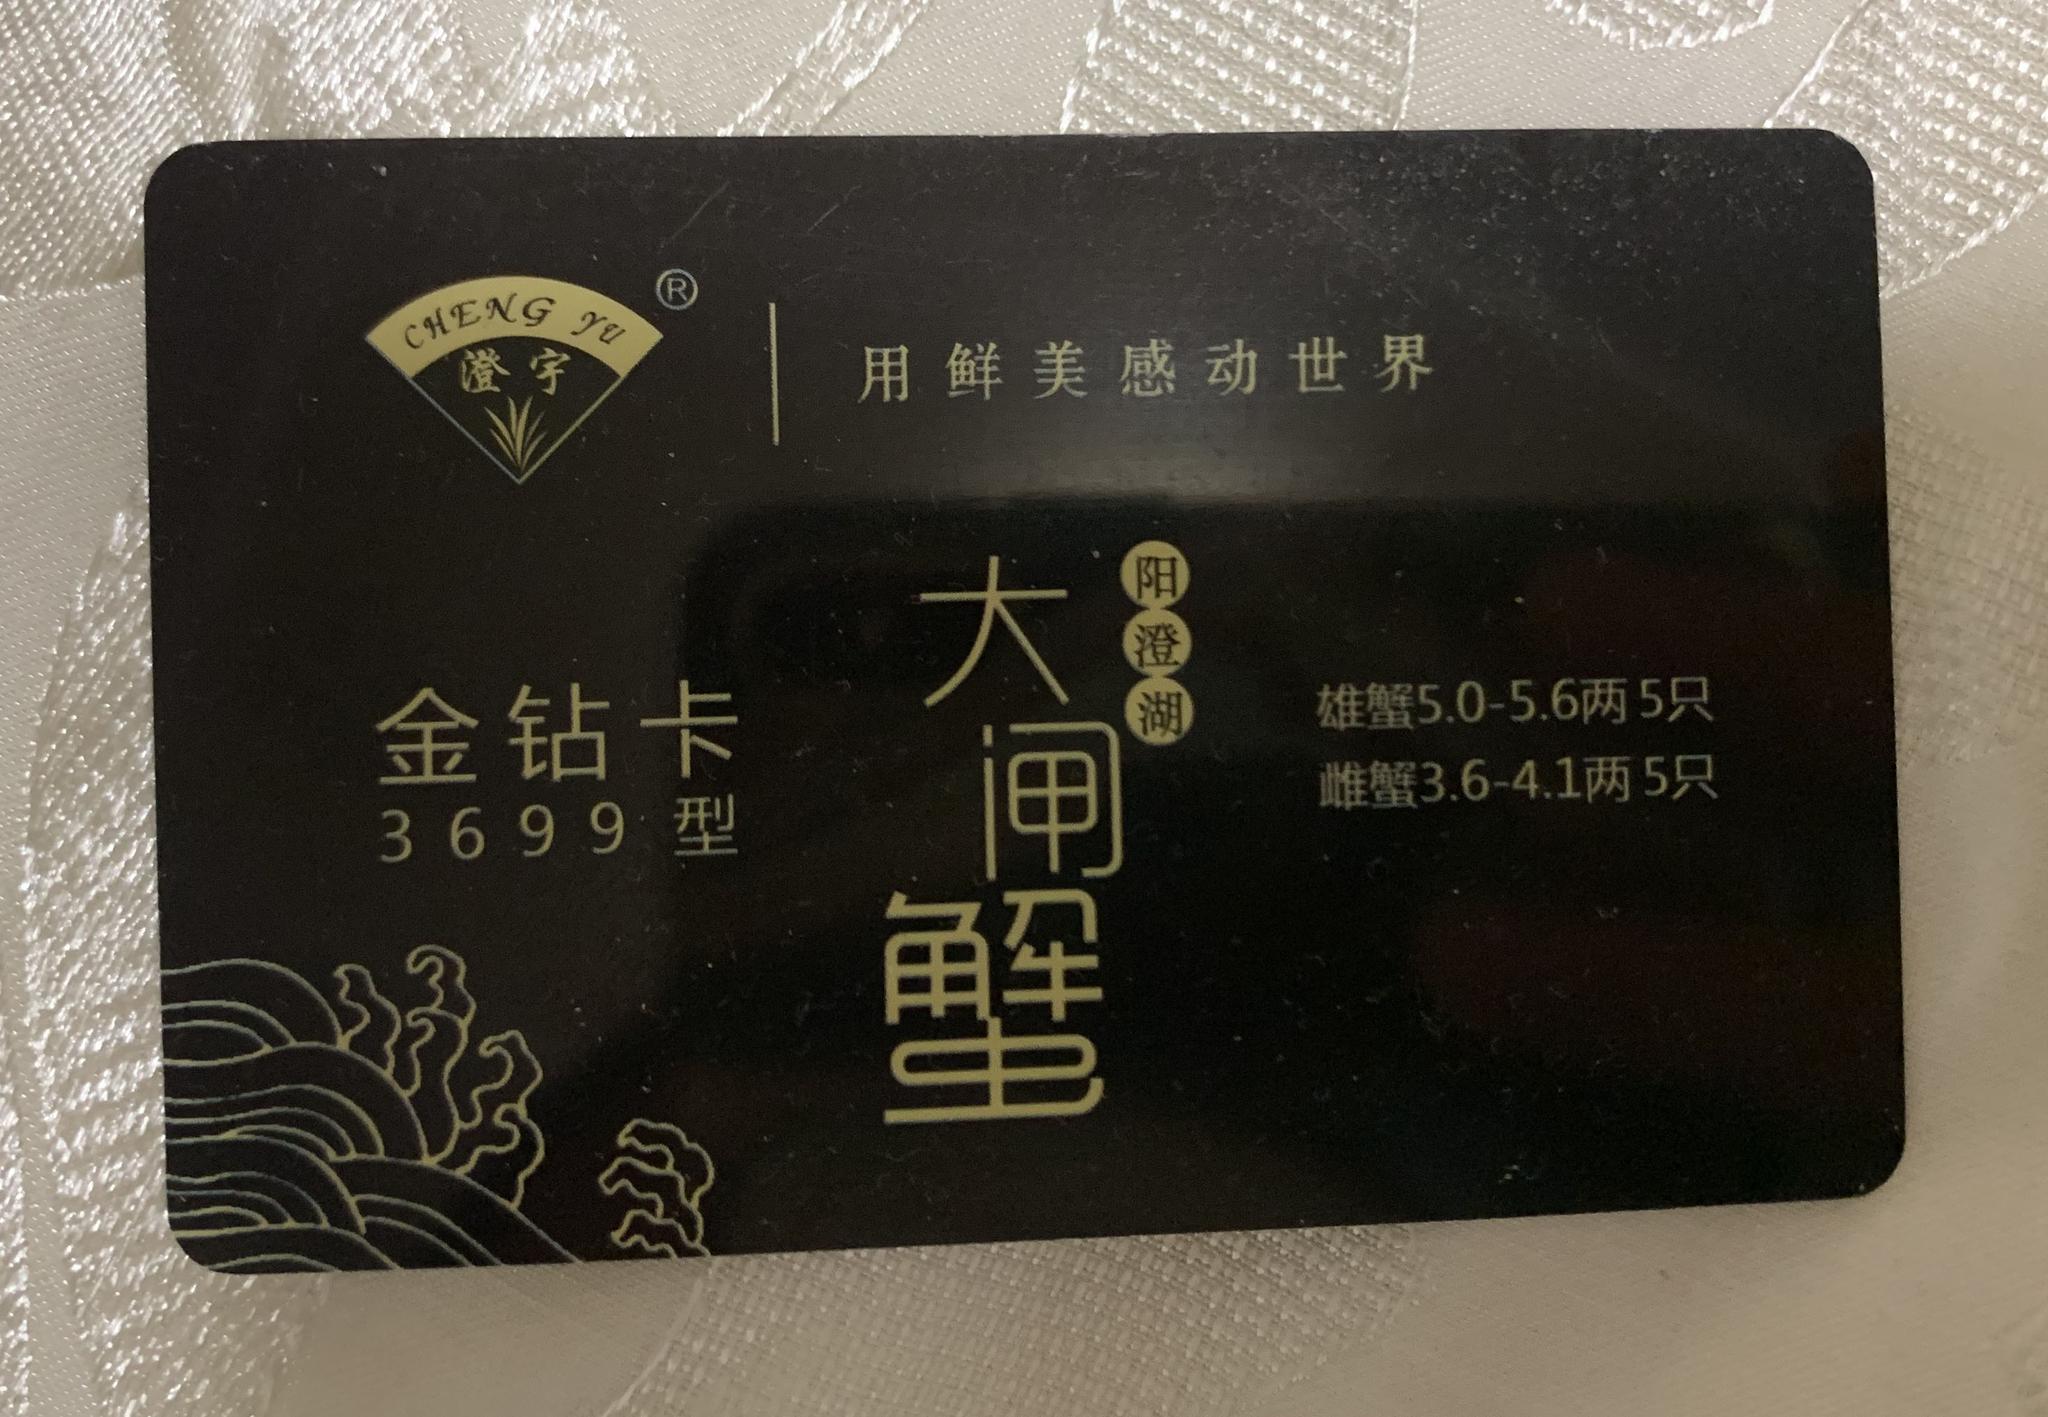 CHENG YU
®
澄宇
用鲜美感动世界
金钻卡
3699型
阳澄湖
大闸蟹
雄蟹5.0-5.6两 5只
雌蟹3.6-4.1两 5只